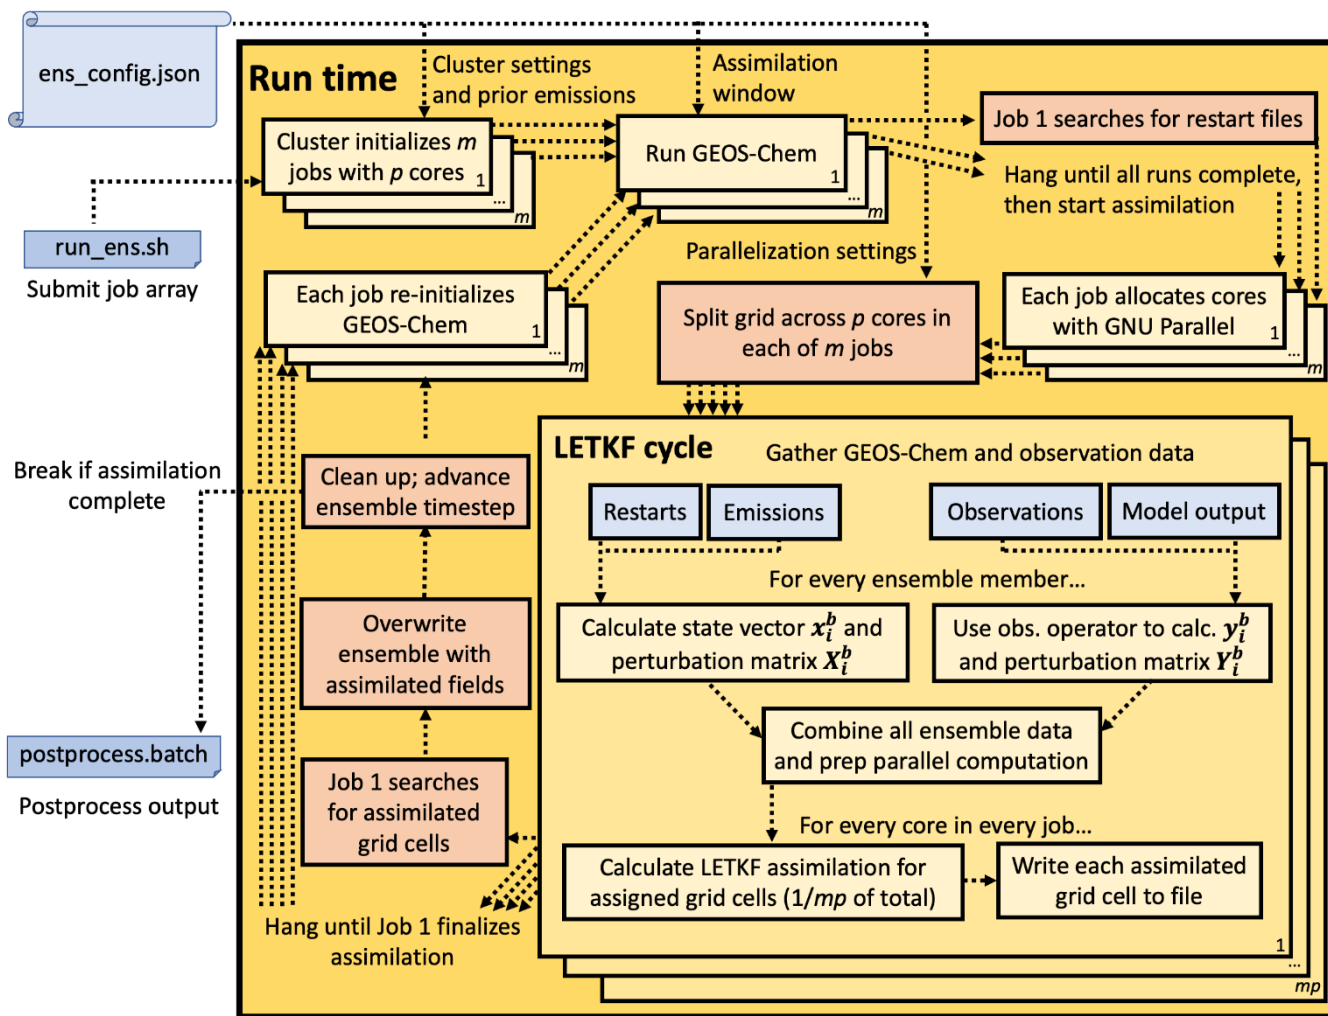 ens_config.json
Run time
Cluster settings
and prior emissions
Assimilation
window
Cluster initializes m
jobs with p cores
1
...
m
Run GEOS-Chem
1
...
m
Job 1 searches for restart files
Hang until all runs complete,
then start assimilation
run_ens.sh
Submit job array
Each job re-initializes
GEOS-Chem
1
...
m
Parallelization settings
Split grid across p cores in
each of m jobs
Each job allocates cores
with GNU Parallel
1
...
m
LETKF cycle
Gather GEOS-Chem and observation data
Restarts
Emissions
Observations
Model output
For every ensemble member...
Calculate state vector x_i^b and
perturbation matrix X_i^b
Use obs. operator to calc. y_i^b
and perturbation matrix Y_i^b
Combine all ensemble data
and prep parallel computation
For every core in every job...
Calculate LETKF assimilation for
assigned grid cells (1/mp of total)
Write each assimilated
grid cell to file
1
...
mp
Job 1 searches
for assimilated
grid cells
Hang until Job 1 finalizes
assimilation
Overwrite
ensemble with
assimilated fields
Clean up; advance
ensemble timestep
Break if assimilation
complete
postprocess.batch
Postprocess output